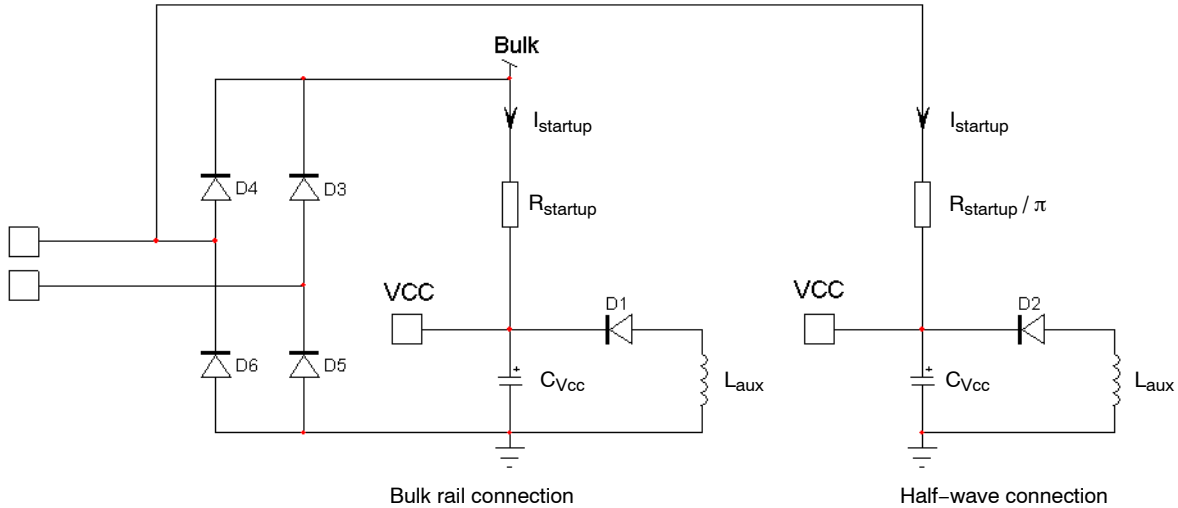 Bulk
Istartup
Istartup
D4
D3
Rstartup
Rstartup / π
VCC
VCC
D1
D2
D6
D5
CVcc
Laux
CVcc
Laux
+
+
Bulk rail connection
Half−wave connection